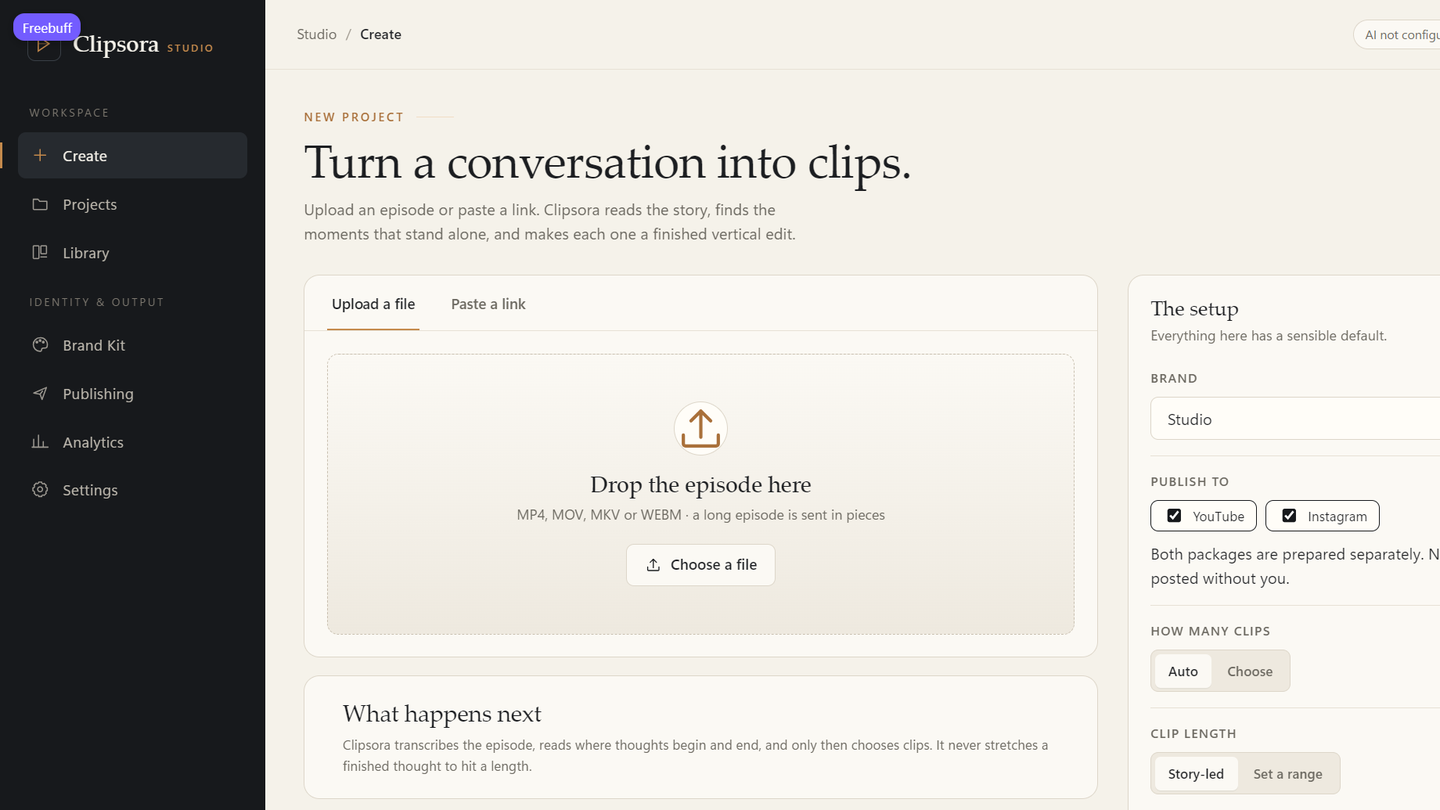 Freebuff
Clipsora STUDIO
WORKSPACE
Create
Projects
Library
IDENTITY & OUTPUT
Brand Kit
Publishing
Analytics
Settings
Studio / Create
AI not
NEW PROJECT
Turn a conversation into clips.
Upload an episode or paste a link. Clipsora reads the story, finds the
moments that stand alone, and makes each one a finished vertical edit.
Upload a file
Paste a link
Drop the episode here
MP4, MOV, MKV or WEBM · a long episode is sent in pieces
Choose a file
What happens next
Clipsora transcribes the episode, reads where thoughts begin and end, and only then chooses clips. It never stretches a
finished thought to hit a length.
The setup
Everything here has a sensible default.
BRAND
Studio
PUBLISH TO
YouTube
Instagram
Both packages are prepared separately.
posted without you.
HOW MANY CLIPS
Auto
Choose
CLIP LENGTH
Story-led
Set a range